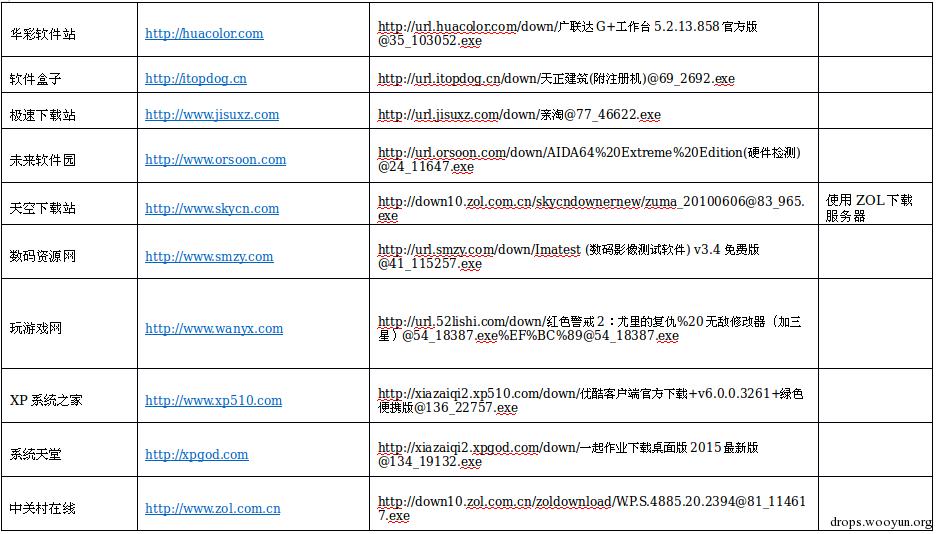 华彩软件站
http://huacolor.com
http://url.huacolor.com/down/广联达 G+工作台 5.2.13.858 官方版
@35_103052.exe
软件盒子
http://itopdog.cn
http://url.itopdog.cn/down/天正建筑(附注册机)@69_2692.exe
极速下载站
http://www.jisuxz.com
http://url.jisuxz.com/down/亲淘@77_46622.exe
未来软件园
http://www.orsoon.com
http://url.orsoon.com/down/AIDA64%20Extreme%20Edition(硬件检测)
@24_11647.exe
天空下载站
http://www.skycn.com
http://down10.zol.com.cn/skycndownernew/zuma_20100606@83_965.
exe
使用 ZOL 下载
服务器
数码资源网
http://www.smzy.com
http://url.smzy.com/down/Imatest (数码影像测试软件) v3.4 免费版
@41_115257.exe
玩游戏网
http://www.wanyx.com
http://url.52lishi.com/down/红色警戒 2：尤里的复仇%20 无敌修改器（加三
星）@54_18387.exe%EF%BC%89@54_18387.exe
XP 系统之家
http://www.xp510.com
http://xiazaiqi2.xp510.com/down/优酷客户端官方下载+v6.0.0.3261+绿色
便携版@136_22757.exe
系统天堂
http://xpgod.com
http://xiazaiqi2.xpgod.com/down/一起作业下载桌面版 2015 最新版
@134_19132.exe
中关村在线
http://www.zol.com.cn
http://down10.zol.com.cn/zoldownload/W.P.S.4885.20.2394@81_11461
7.exe
drops.wooyun.org